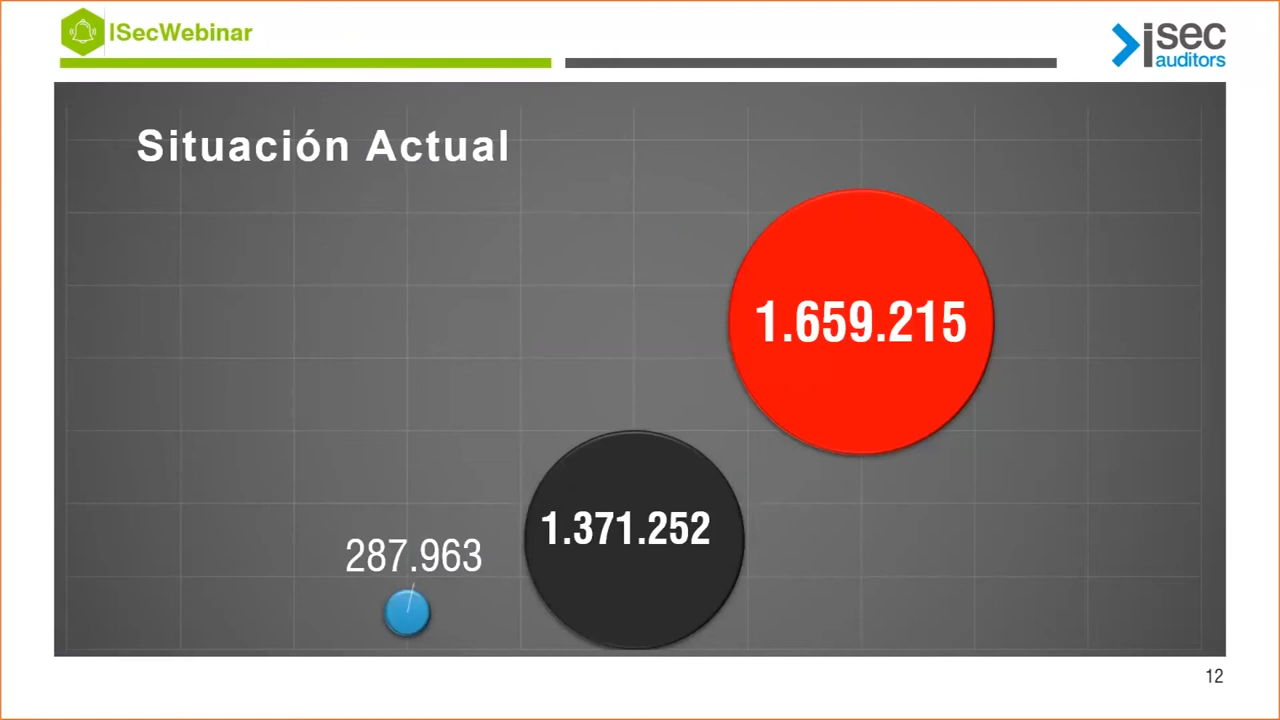 ISecWebinar
isec
auditors
Situación Actual
1.659.215
1.371.252
287.963
12